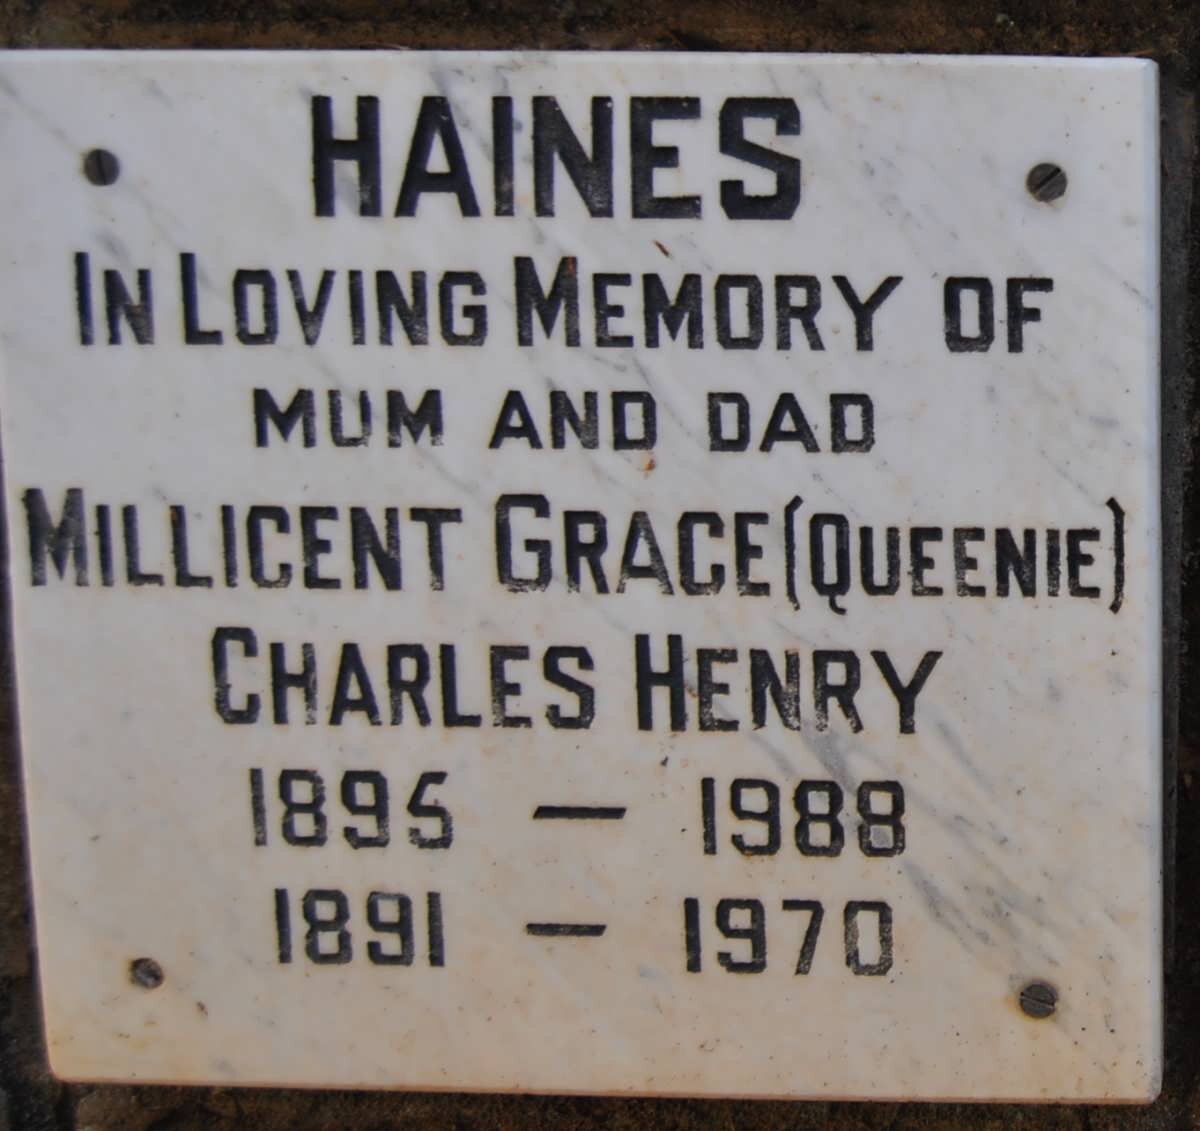 HAINES
IN LOVING MEMORY OF
MUM AND DAD
MILLICENT GRACE (QUEENIE)
CHARLES HENRY
1895 — 1988
1891 — 1970